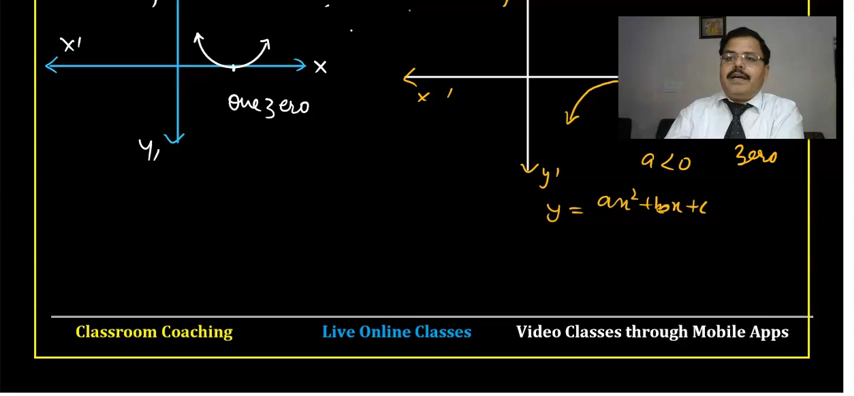 X'
X
One zero
Y'
x '
y'
a < 0
Zero
y = ax² + bx + c
Classroom Coaching
Live Online Classes
Video Classes through Mobile Apps